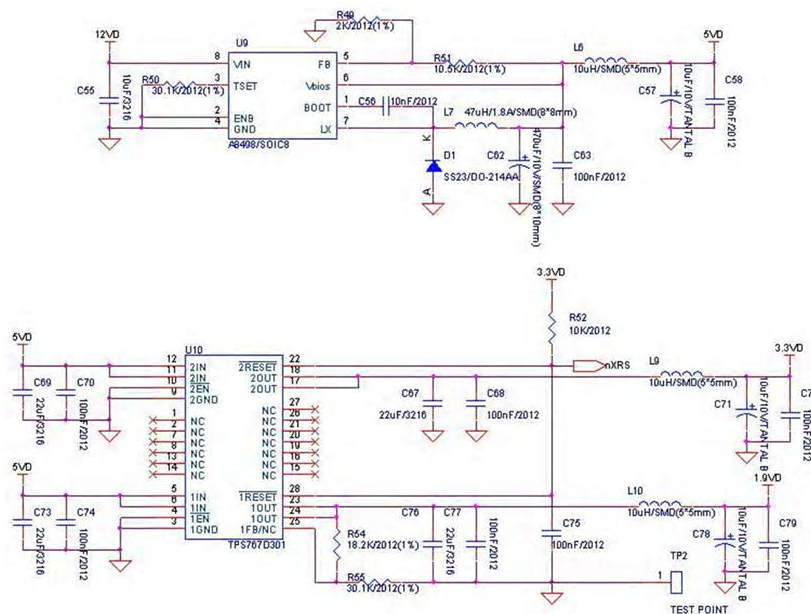 R49
2K/2012(1%)
12VD
U9
5VD
L6
10uH/SMD(5*5mm)
C55
10uF/3216
R50
30.1K/2012(1%)
8
3
2
4
VIN
TSET
ENB
GND
FB
Vbios
BOOT
LX
5
6
1
7
A8498/SOIC8
R51
10.5K/2012(1%)
C56
10nF/2012
L7
47uH/1.8A/SMD(8*8mm)
C57
10uF/10V/TANTAL B
C58
100nF/2012
K
A
D1
SS23/DO-214AA
C62
470uF/10V/SMD(8*10mm)
C63
100nF/2012
3.3VD
R52
10K/2012
nXRS
5VD
U10
C69
22uF/3216
C70
100nF/2012
12
11
10
9
2IN
2IN
2EN
2GND
2RESET
2OUT
2OUT
22
18
17
1
2
7
8
13
14
NC
NC
NC
NC
NC
NC
NC
NC
NC
NC
NC
NC
NC
27
26
21
20
19
16
15
C67
22uF/3216
C68
100nF/2012
L9
10uH/SMD(5*5mm)
3.3VD
C71
10uF/10V/TANTAL B
C7
100nF/2012
5VD
C73
22uF/3216
C74
100nF/2012
5
6
4
3
1IN
1IN
1EN
1GND
1RESET
1OUT
1OUT
1FB/NC
28
23
24
25
TPS767D301
R54
18.2K/2012(1%)
R55
30.1K/2012(1%)
C76
22uF/3216
C77
100nF/2012
C75
100nF/2012
L10
10uH/SMD(5*5mm)
1.9VD
C78
10uF/10V/TANTAL B
C79
100nF/2012
TP2
1
TEST POINT